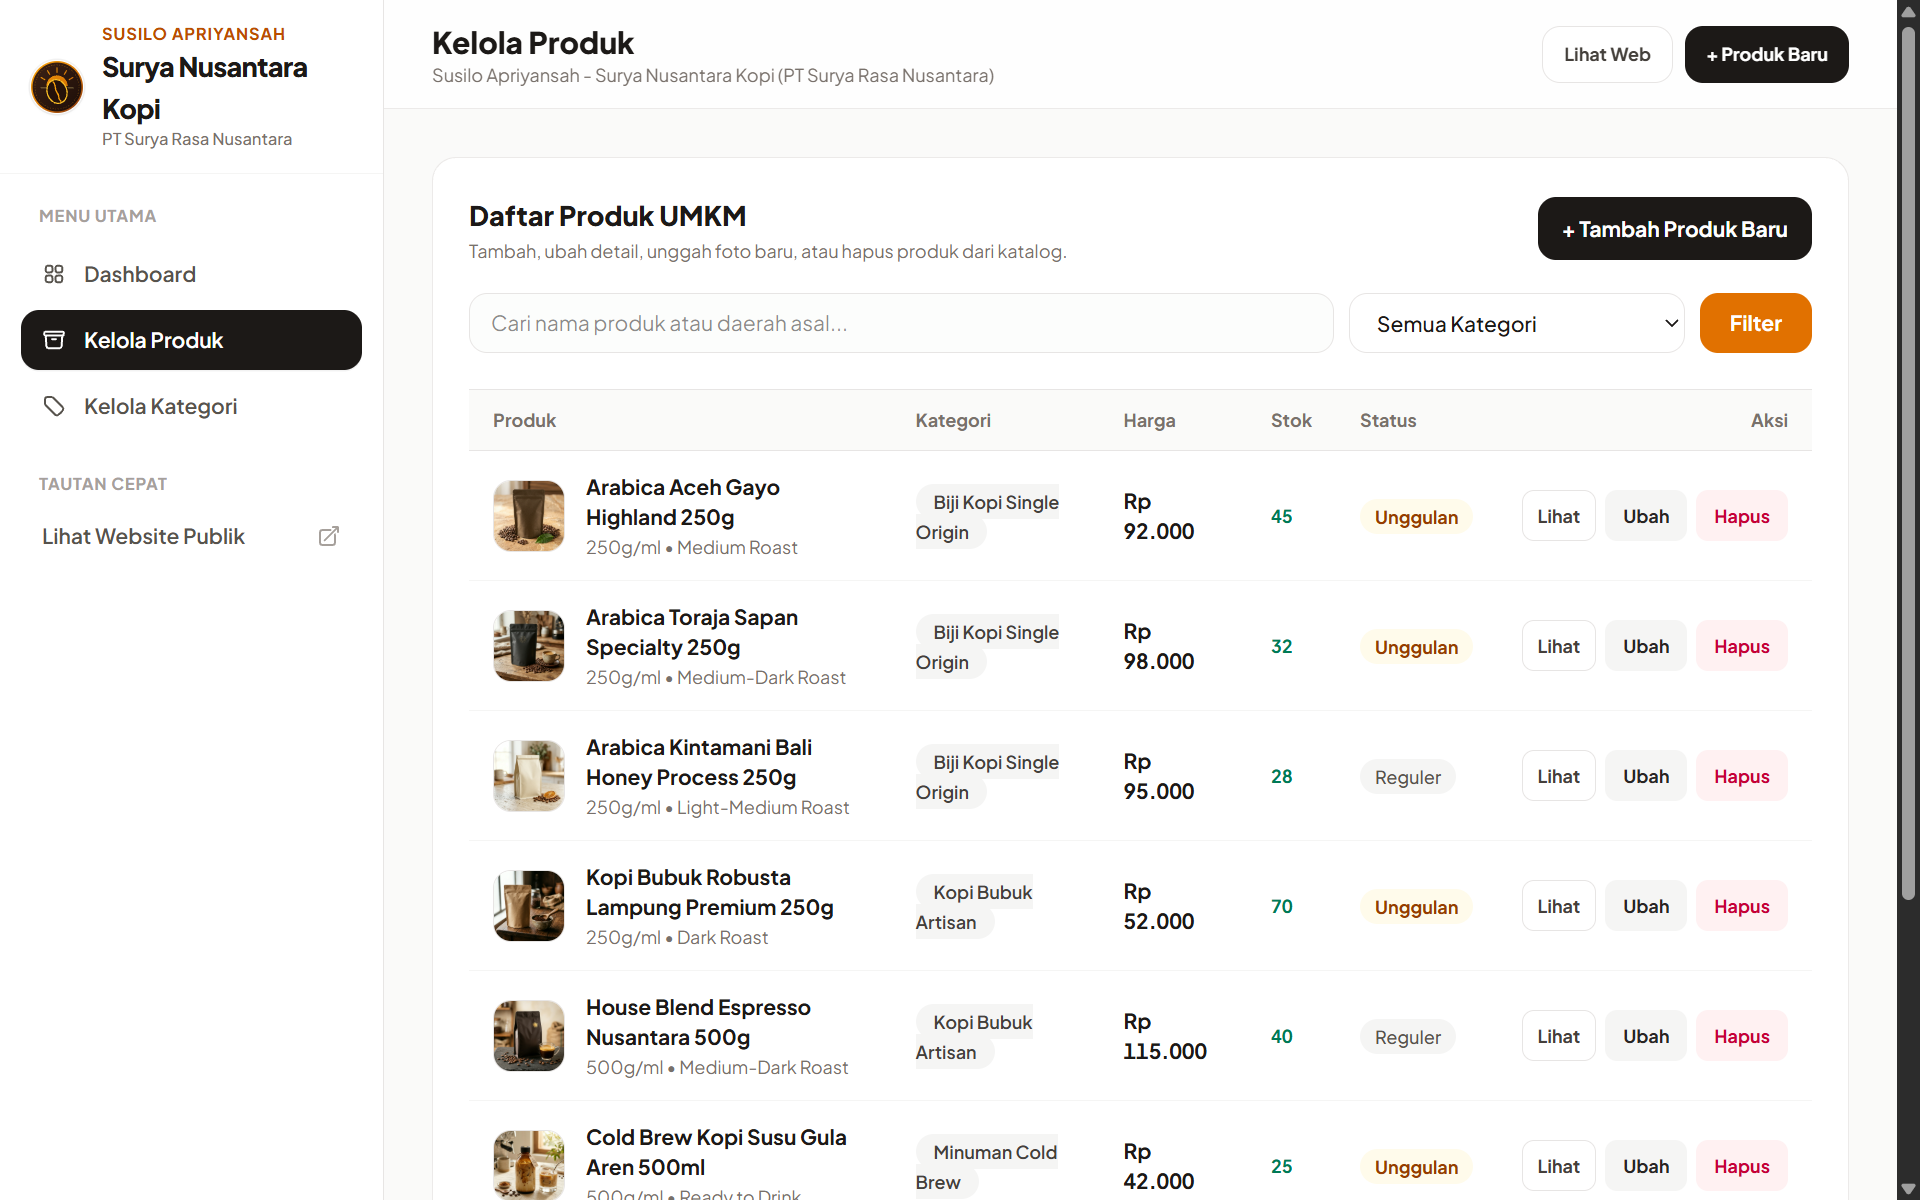 SUSILO APRIYANSAH
Surya Nusantara
Kopi
PT Surya Rasa Nusantara
MENU UTAMA
Dashboard
Kelola Produk
Kelola Kategori
TAUTAN CEPAT
Lihat Website Publik
Kelola Produk
Susilo Apriyansah - Surya Nusantara Kopi (PT Surya Rasa Nusantara)
Lihat Web
+ Produk Baru
Daftar Produk UMKM
Tambah, ubah detail, unggah foto baru, atau hapus produk dari katalog.
+ Tambah Produk Baru
Cari nama produk atau daerah asal...
Semua Kategori
Filter
Produk Kategori Harga Stok Status Aksi
Arabica Aceh Gayo
Highland 250g
250g/ml • Medium Roast
Biji Kopi Single
Origin
Rp
92.000
45
Unggulan
Lihat Ubah Hapus
Arabica Toraja Sapan
Specialty 250g
250g/ml • Medium-Dark Roast
Biji Kopi Single
Origin
Rp
98.000
32
Unggulan
Lihat Ubah Hapus
Arabica Kintamani Bali
Honey Process 250g
250g/ml • Light-Medium Roast
Biji Kopi Single
Origin
Rp
95.000
28
Reguler
Lihat Ubah Hapus
Kopi Bubuk Robusta
Lampung Premium 250g
250g/ml • Dark Roast
Kopi Bubuk
Artisan
Rp
52.000
70
Unggulan
Lihat Ubah Hapus
House Blend Espresso
Nusantara 500g
500g/ml • Medium-Dark Roast
Kopi Bubuk
Artisan
Rp
115.000
40
Reguler
Lihat Ubah Hapus
Cold Brew Kopi Susu Gula
Aren 500ml
500g/ml • Ready to Drink
Minuman Cold
Brew
Rp
42.000
25
Unggulan
Lihat Ubah Hapus